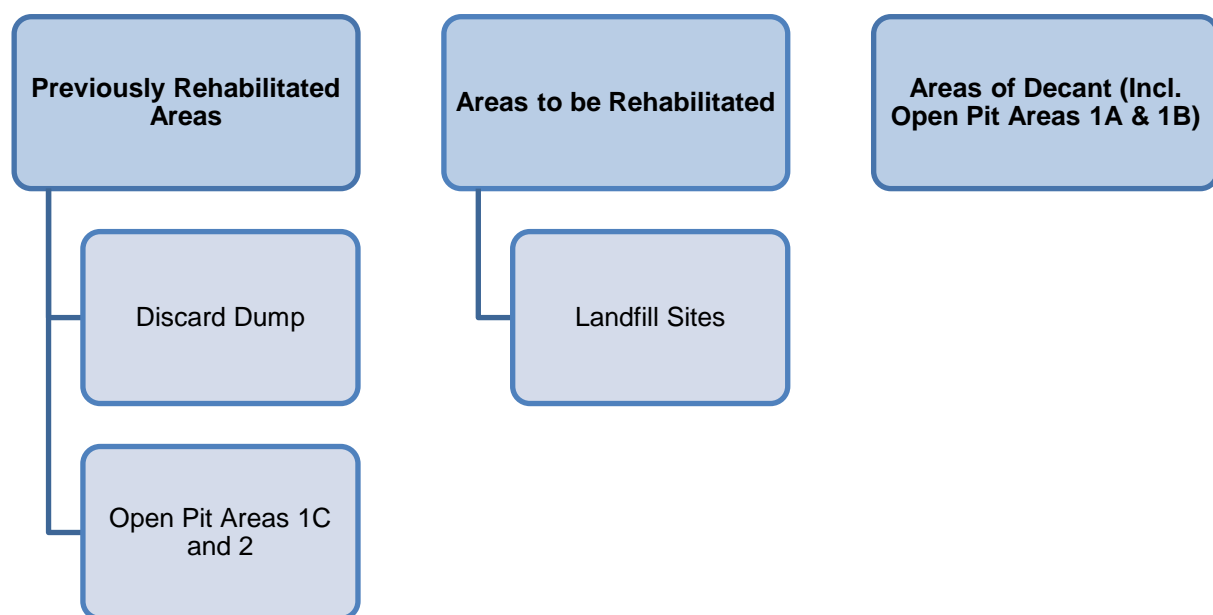 Previously Rehabilitated
Areas
Areas to be Rehabilitated
Areas of Decant (Incl.
Open Pit Areas 1A & 1B)
Discard Dump
Landfill Sites
Open Pit Areas 1C
and 2